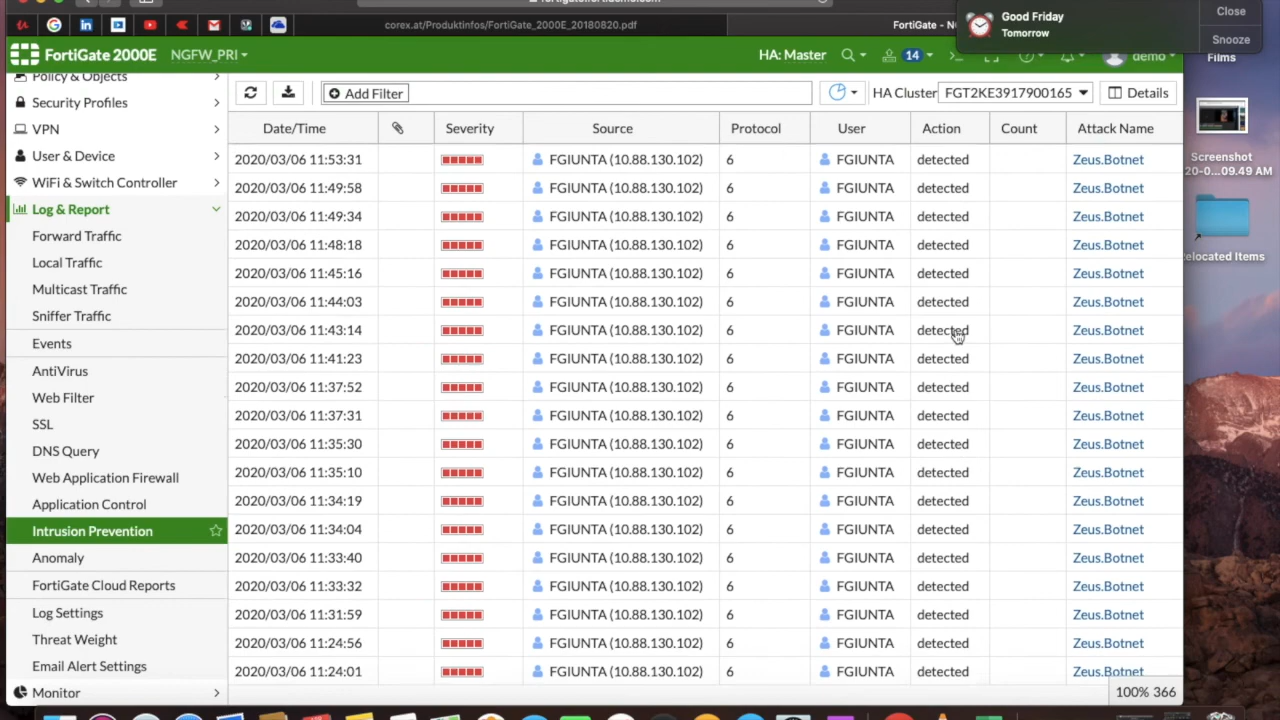 fortigate.fortidemo.com
corex.at/Produktinfos/FortiGate_2000E_20180820.pdf
FortiGate - N
Good Friday
Tomorrow
Close
Snooze
FortiGate 2000E
NGFW_PRI
HA: Master
14
demo
Films
Policy & Objects
Security Profiles
VPN
User & Device
WiFi & Switch Controller
Log & Report
Forward Traffic
Local Traffic
Multicast Traffic
Sniffer Traffic
Events
AntiVirus
Web Filter
SSL
DNS Query
Web Application Firewall
Application Control
Intrusion Prevention
Anomaly
FortiGate Cloud Reports
Log Settings
Threat Weight
Email Alert Settings
Monitor
Add Filter
HA Cluster FGT2KE3917900165 Details
Date/Time Severity Source Protocol User Action Count Attack Name
2020/03/06 11:53:31 FGIUNTA (10.88.130.102) 6 FGIUNTA detected Zeus.Botnet
2020/03/06 11:49:58 FGIUNTA (10.88.130.102) 6 FGIUNTA detected Zeus.Botnet
2020/03/06 11:49:34 FGIUNTA (10.88.130.102) 6 FGIUNTA detected Zeus.Botnet
2020/03/06 11:48:18 FGIUNTA (10.88.130.102) 6 FGIUNTA detected Zeus.Botnet
2020/03/06 11:45:16 FGIUNTA (10.88.130.102) 6 FGIUNTA detected Zeus.Botnet
2020/03/06 11:44:03 FGIUNTA (10.88.130.102) 6 FGIUNTA detected Zeus.Botnet
2020/03/06 11:43:14 FGIUNTA (10.88.130.102) 6 FGIUNTA detected Zeus.Botnet
2020/03/06 11:41:23 FGIUNTA (10.88.130.102) 6 FGIUNTA detected Zeus.Botnet
2020/03/06 11:37:52 FGIUNTA (10.88.130.102) 6 FGIUNTA detected Zeus.Botnet
2020/03/06 11:37:31 FGIUNTA (10.88.130.102) 6 FGIUNTA detected Zeus.Botnet
2020/03/06 11:35:30 FGIUNTA (10.88.130.102) 6 FGIUNTA detected Zeus.Botnet
2020/03/06 11:35:10 FGIUNTA (10.88.130.102) 6 FGIUNTA detected Zeus.Botnet
2020/03/06 11:34:19 FGIUNTA (10.88.130.102) 6 FGIUNTA detected Zeus.Botnet
2020/03/06 11:34:04 FGIUNTA (10.88.130.102) 6 FGIUNTA detected Zeus.Botnet
2020/03/06 11:33:40 FGIUNTA (10.88.130.102) 6 FGIUNTA detected Zeus.Botnet
2020/03/06 11:33:32 FGIUNTA (10.88.130.102) 6 FGIUNTA detected Zeus.Botnet
2020/03/06 11:31:59 FGIUNTA (10.88.130.102) 6 FGIUNTA detected Zeus.Botnet
2020/03/06 11:24:56 FGIUNTA (10.88.130.102) 6 FGIUNTA detected Zeus.Botnet
2020/03/06 11:24:01 FGIUNTA (10.88.130.102) 6 FGIUNTA detected Zeus.Botnet
100% 366
Screenshot
20-0...09.49 AM
elocated Items